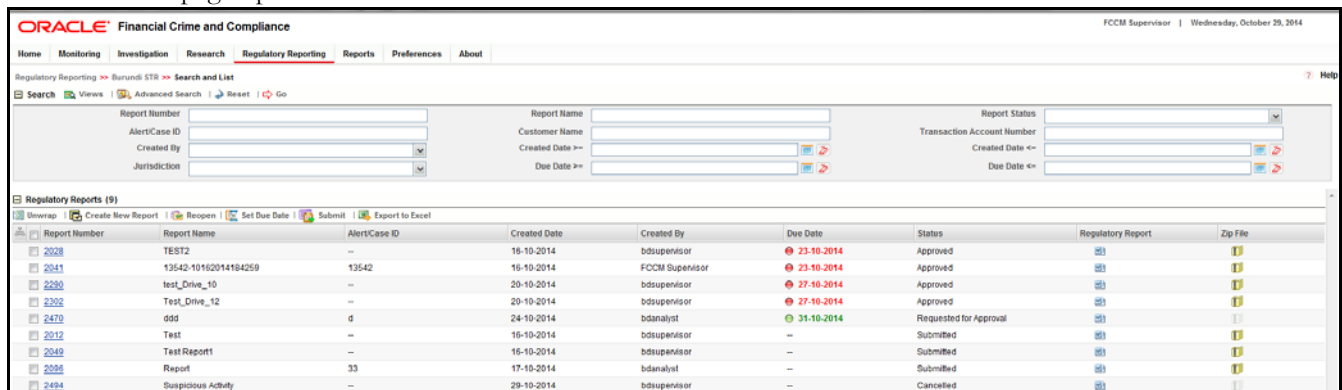 ORACLE® Financial Crime and Compliance
FCCM Supervisor | Wednesday, October 29, 2014
Home Monitoring Investigation Research Regulatory Reporting Reports Preferences About
Regulatory Reporting >> Burundi STR >> Search and List
? Help
Search Views | Advanced Search | Reset | Go
Report Number Report Name Report Status
Alert/Case ID Customer Name Transaction Account Number
Created By Created Date >= Created Date <=
Jurisdiction Due Date >= Due Date <=
Regulatory Reports (9)
Unwrap | Create New Report | Reopen | Set Due Date | Submit | Export to Excel
Report Number Report Name Alert/Case ID Created Date Created By Due Date Status Regulatory Report Zip File
2028 TEST2 -- 16-10-2014 bdsupervisor 23-10-2014 Approved
2041 13542-10162014184259 13542 16-10-2014 FCCM Supervisor 23-10-2014 Approved
2290 test_Drive_10 -- 20-10-2014 bdsupervisor 27-10-2014 Approved
2302 Test_Drive_12 -- 20-10-2014 bdsupervisor 27-10-2014 Approved
2470 ddd d 24-10-2014 bdanalyst 31-10-2014 Requested for Approval
2012 Test -- 16-10-2014 bdsupervisor -- Submitted
2049 Test Report1 -- 16-10-2014 bdsupervisor -- Submitted
2096 Report 33 17-10-2014 bdanalyst -- Submitted
2494 Suspicious Activity -- 29-10-2014 bdsupervisor -- Cancelled